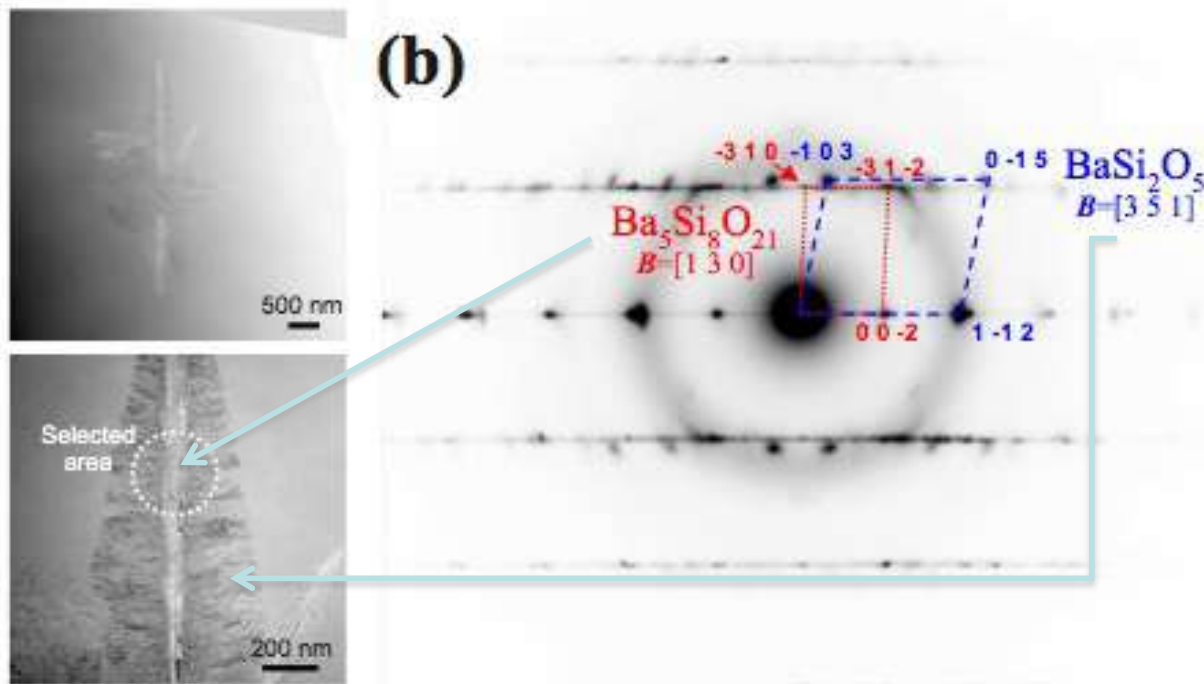 500 nm
Selected
area
200 nm
(b)
-3 1 0 -1 0 3
-3 1 -2
0 -1 5
BaSi2O5
B=[3 5 1]
Ba5Si8O21
B=[1 3 0]
0 0 -2
1 -1 2